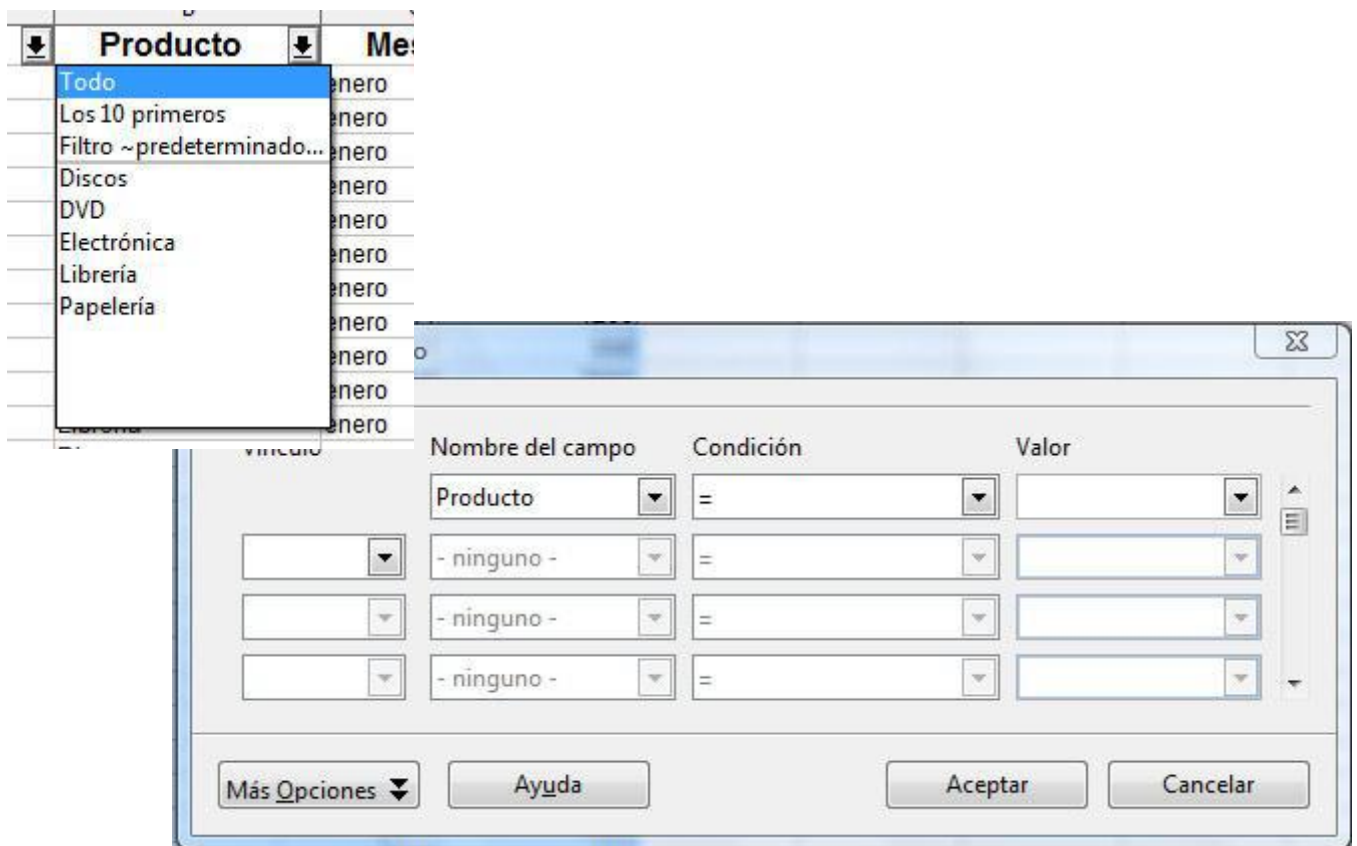 Producto
Todo
Los 10 primeros
Filtro ~predeterminado...
Discos
DVD
Electrónica
Librería
Papelería
enero
enero
enero
enero
enero
enero
enero
enero
enero
enero
enero
Nombre del campo Condición Valor
Producto =
- ninguno - =
- ninguno - =
- ninguno - =
Más Opciones Ayuda Aceptar Cancelar